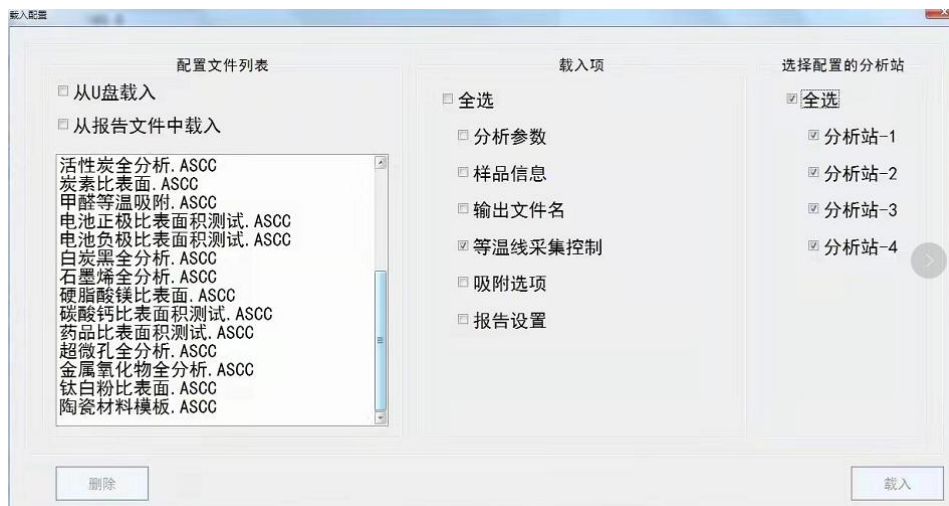 载入配置
配置文件列表
从U盘载入
从报告文件中载入
活性炭全分析.ASCC
炭素比表面.ASCC
甲醛等温吸附.ASCC
电池正极比表面积测试.ASCC
电池负极比表面积测试.ASCC
白炭黑全分析.ASCC
石墨烯全分析.ASCC
硬脂酸镁比表面.ASCC
碳酸钙比表面积测试.ASCC
药品比表面积测试.ASCC
超微孔全分析.ASCC
金属氧化物全分析.ASCC
钛白粉比表面.ASCC
陶瓷材料模板.ASCC
删除
载入项
全选
分析参数
样品信息
输出文件名
等温线采集控制
吸附选项
报告设置
选择配置的分析站
全选
分析站-1
分析站-2
分析站-3
分析站-4
载入